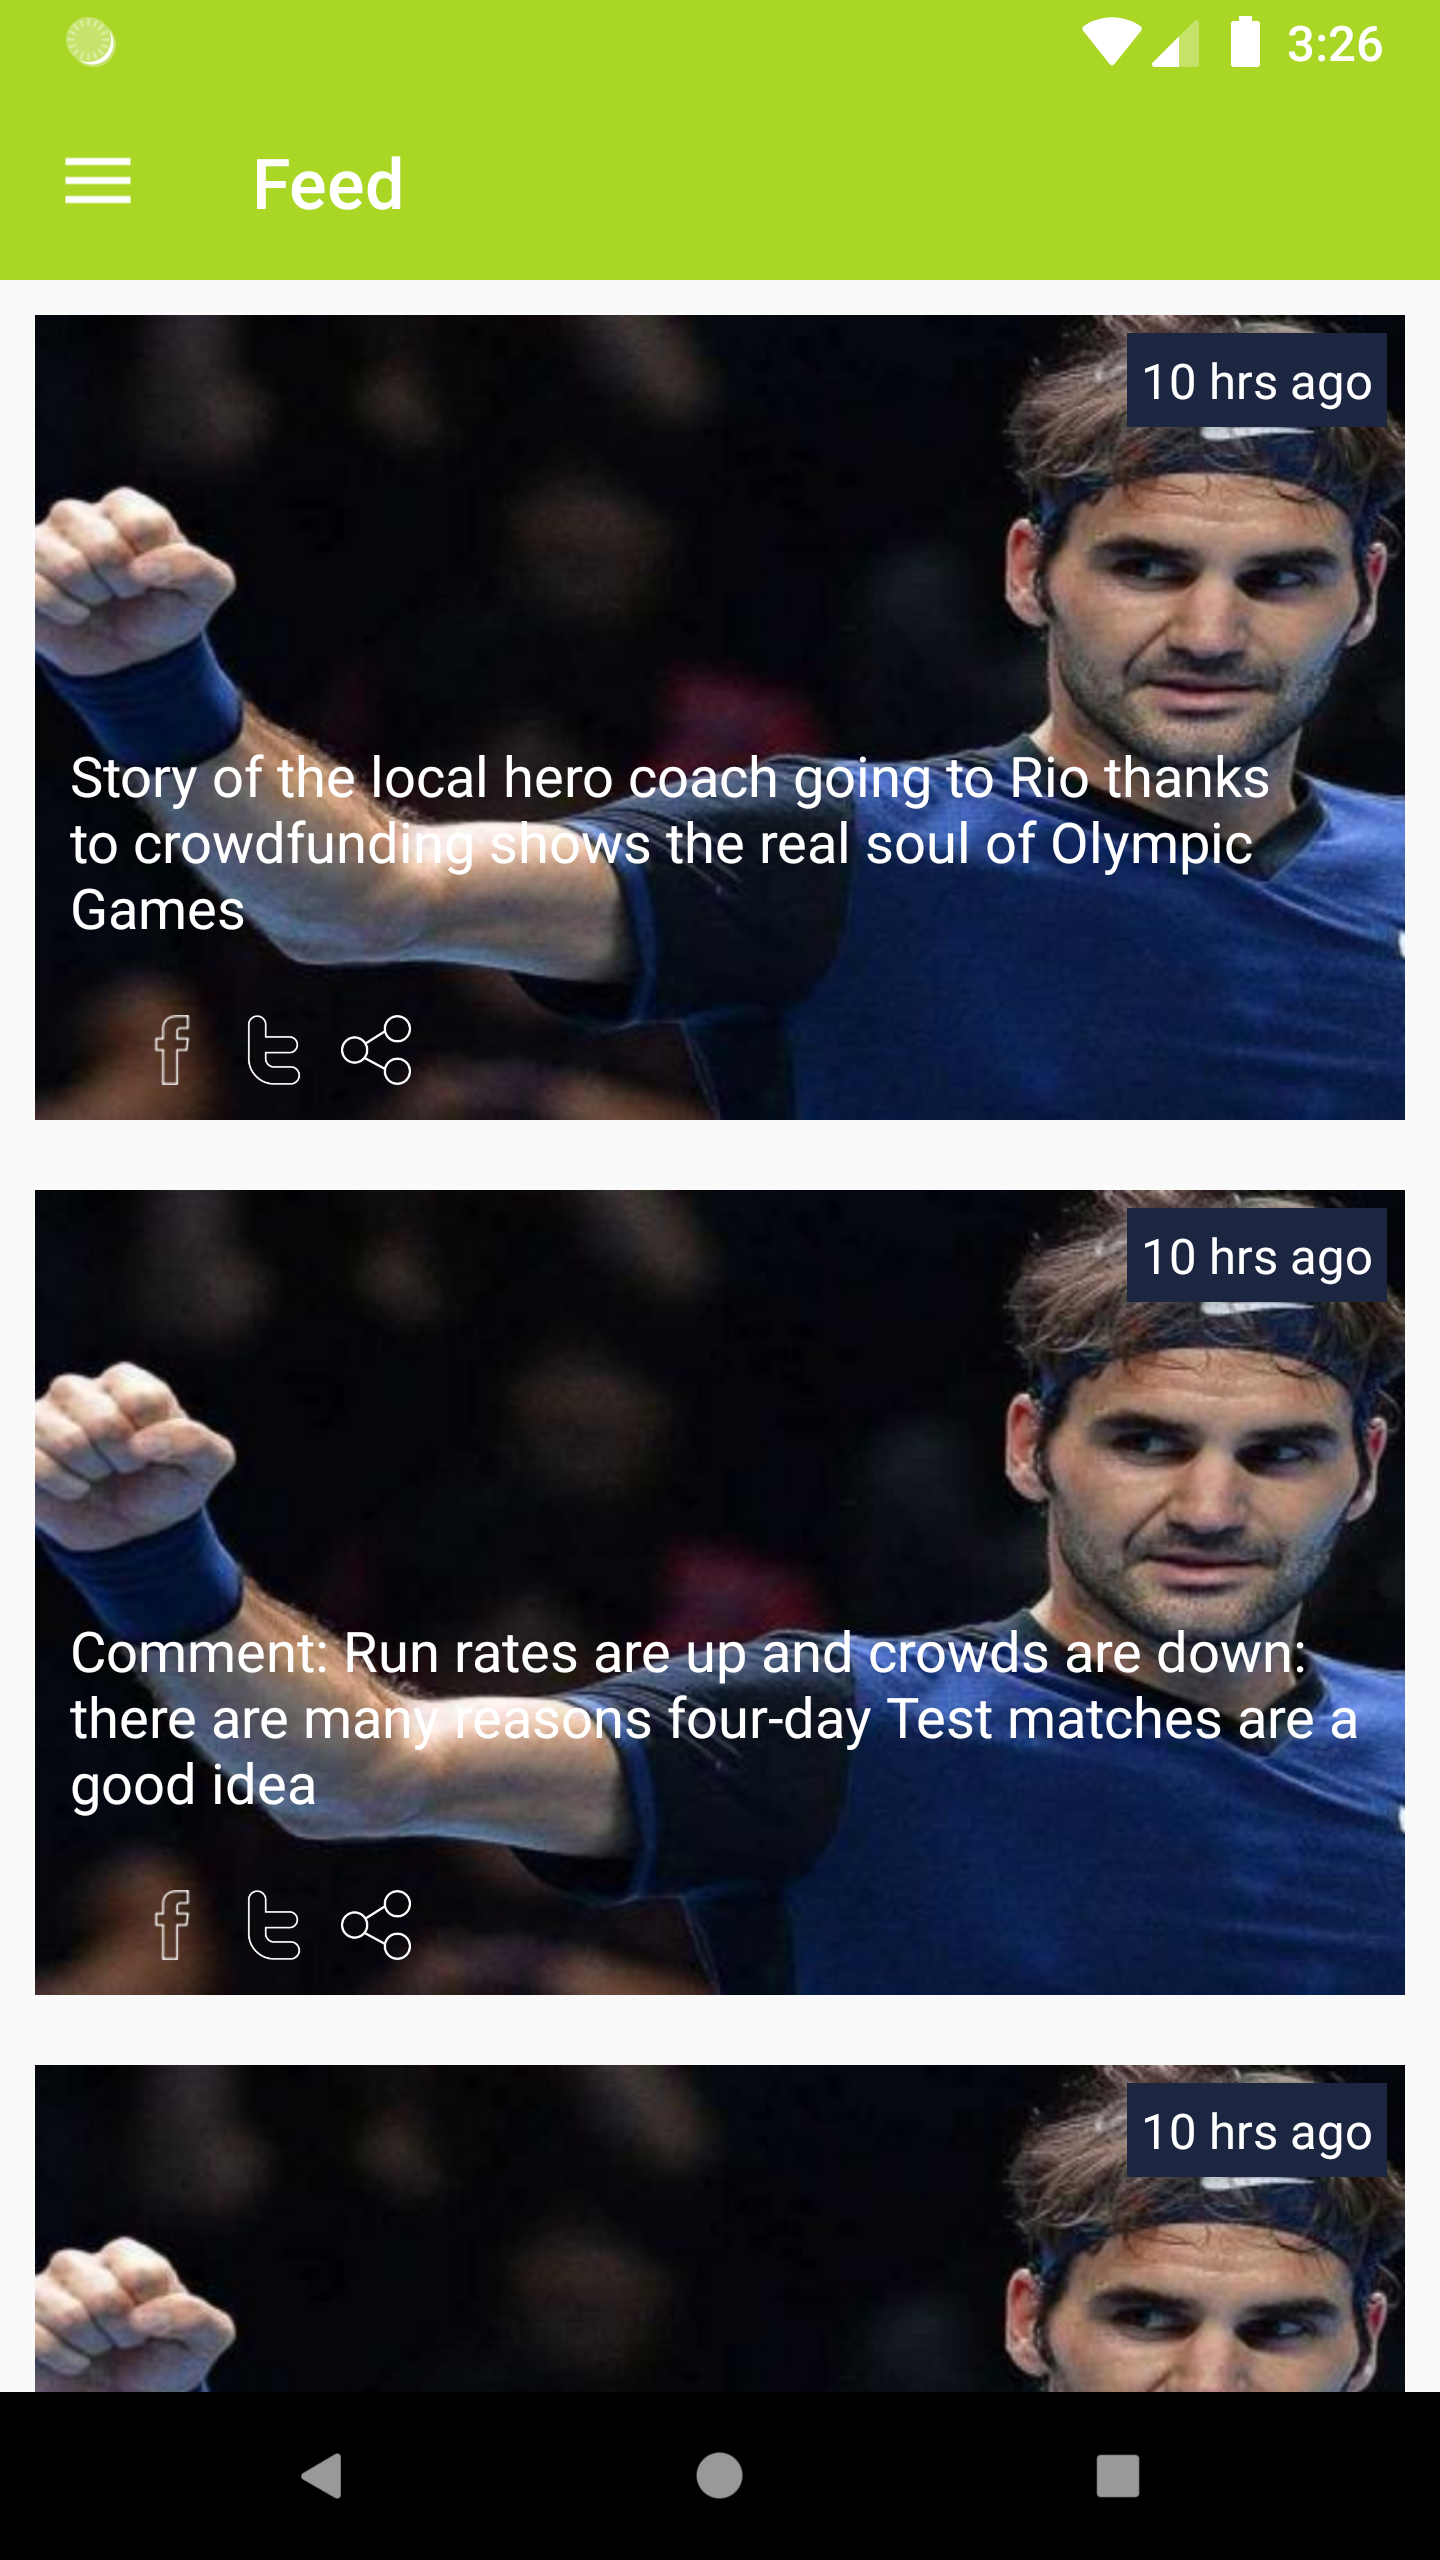 3:26
Feed
10 hrs ago
Story of the local hero coach going to Rio thanks
to crowdfunding shows the real soul of Olympic
Games
10 hrs ago
Comment: Run rates are up and crowds are down:
there are many reasons four-day Test matches are a
good idea
10 hrs ago